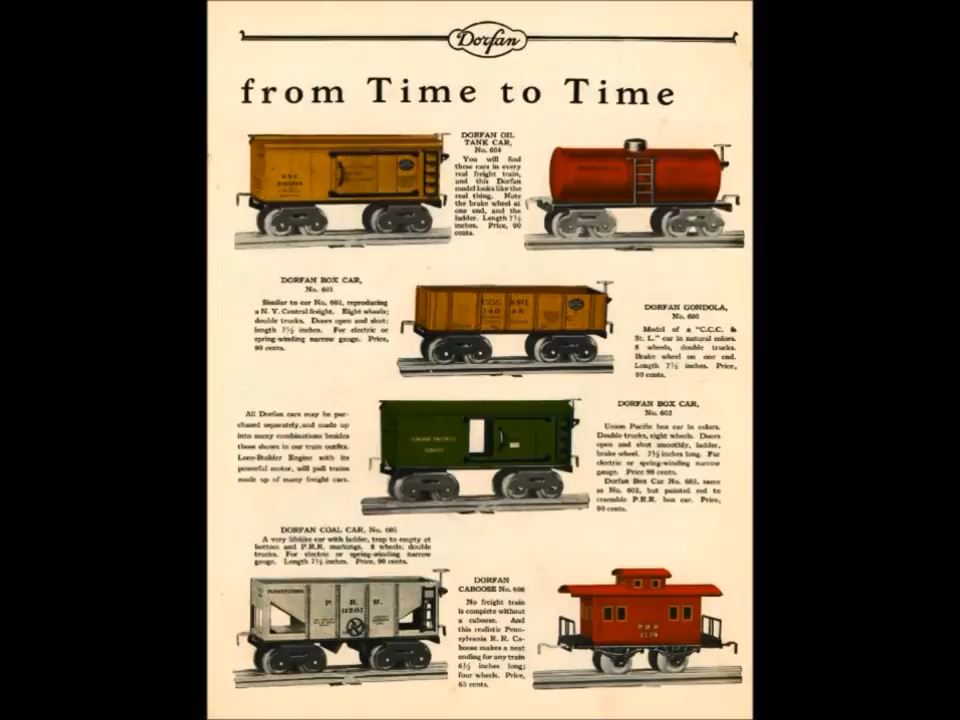 Dorfan
from Time to Time
DORFAN OIL
TANK CAR,
No. 604
You will find
these cars in every
real freight train,
and this Dorfan
model looks like the
real thing. Note
the brake wheel at
one end, and the
ladder. Length 7½
inches. Price, 90
cents.
DORFAN BOX CAR,
No. 601
Similar to car No. 602, reproducing
a N. Y. Central freight. Eight wheels;
double trucks. Doors open and shut;
length 7½ inches. For electric or
spring-winding narrow gauge. Price,
90 cents.
C.C.C. & St.L
DORFAN GONDOLA,
No. 600
Model of a "C.C.C. &
St. L." car in natural colors.
8 wheels, double trucks.
Brake wheel on one end.
Length 7½ inches. Price,
90 cents.
All Dorfan cars may be pur-
chased separately, and made up
into many combinations besides
those shown in our train outfits.
Loco-Builder Engine with its
powerful motor, will pull trains
made up of many freight cars.
UNION PACIFIC
DORFAN BOX CAR,
No. 602
Union Pacific box car in colors.
Double trucks, eight wheels. Doors
open and shut smoothly, ladder,
brake wheel. 7½ inches long. For
electric or spring-winding narrow
gauge. Price 90 cents.
Dorfan Box Car No. 603, same
as No. 602, but painted red to
resemble P.R.R. box car. Price,
90 cents.
DORFAN COAL CAR, No. 605
A very lifelike car with ladder, trap to empty at
bottom and P.R.R. markings. 8 wheels; double
trucks. For electric or spring-winding narrow
gauge. Length 7½ inches. Price, 90 cents.
PENNSYLVANIA
P. R. R.
11201
DORFAN
CABOOSE No. 606
No freight train
is complete without
a caboose. And
this realistic Penn-
sylvania R. R. Ca-
boose makes a neat
ending for any train
6½ inches long;
four wheels. Price,
65 cents.
P.R.R.